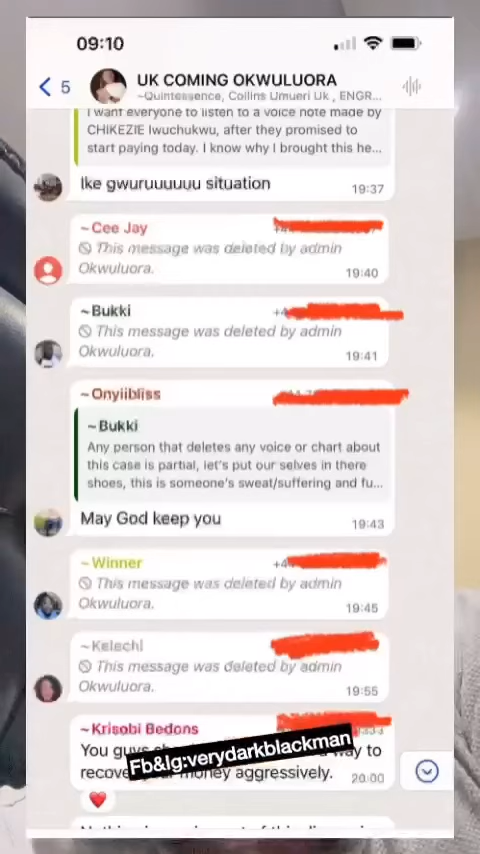 09:10
5
UK COMING OKWULUORA
~Quintessence, Collins Umueri Uk , ENGR...
I want everyone to listen to a voice note made by
CHIKEZIE Iwuchukwu, after they promised to
start paying today. I know why I brought this he...
Ike gwuruuuuuu situation
19:37
~Cee Jay
This message was deleted by admin
Okwuluora.
19:40
~Bukki
This message was deleted by admin
Okwuluora.
19:41
~Onyiibliss
~Bukki
Any person that deletes any voice or chart about
this case is partial, let's put our selves in there
shoes, this is someone's sweat/suffering and fu...
May God keep you
19:43
~Winner
+4
This message was deleted by admin
Okwuluora.
19:45
~Kelechi
This message was deleted by admin
Okwuluora.
19:55
~Krisobi Bedons
You guys way to
Fb&Ig:verydarkblackman
money aggressively.
20:00